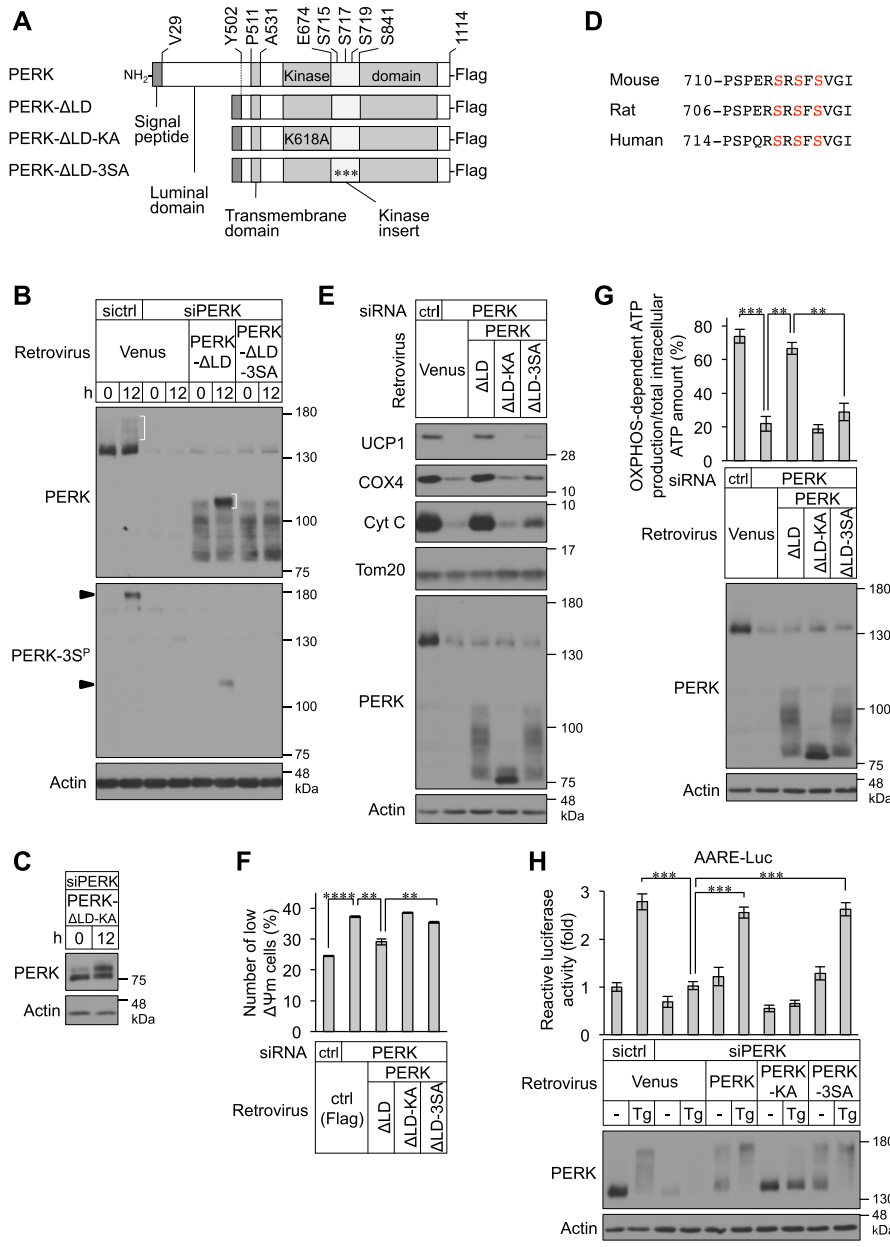 A
V29
Y502
P511
A531
E674
S715
S717
S719
S841
1114
PERK
NH2
Kinase
domain
Flag
PERK-ΔLD
Flag
PERK-ΔLD-KA
K618A
Flag
PERK-ΔLD-3SA
***
Flag
Signal
peptide
Luminal
domain
Transmembrane
domain
Kinase
insert
D
Mouse 710-PSPERSRSFSVGI
Rat 706-PSPERSRSFSVGI
Human 714-PSPQRSRSFSVGI
B
sictrl siPERK
Retrovirus Venus PERK-ΔLD PERK-ΔLD-3SA
h 0 12 0 12 0 12 0 12
PERK
180
130
100
75
PERK-3SP
180
130
100
75
Actin
48
kDa
C
siPERK
PERK-ΔLD-KA
h 0 12
PERK
75
Actin
48
kDa
E
siRNA ctrl PERK
Retrovirus Venus PERK
ΔLD ΔLD-KA ΔLD-3SA
UCP1
28
COX4
10
Cyt C
10
Tom20
17
PERK
180
130
100
75
Actin
48
kDa
F
Number of low
ΔΨm cells (%)
60
40
20
0
**** ** **
siRNA ctrl PERK
Retrovirus ctrl (Flag) PERK
ΔLD ΔLD-KA ΔLD-3SA
G
OXPHOS-dependent ATP
production/total intracellular
ATP amount (%)
80
60
40
20
0
*** ** **
siRNA ctrl PERK
Retrovirus Venus PERK
ΔLD ΔLD-KA ΔLD-3SA
PERK
180
130
100
75
Actin
48
kDa
H
AARE-Luc
Reactive luciferase
activity (fold)
3
2
1
0
*** *** ***
sictrl siPERK
Retrovirus Venus PERK PERK-KA PERK-3SA
- Tg - Tg - Tg - Tg - Tg
PERK
180
130
Actin
48
kDa